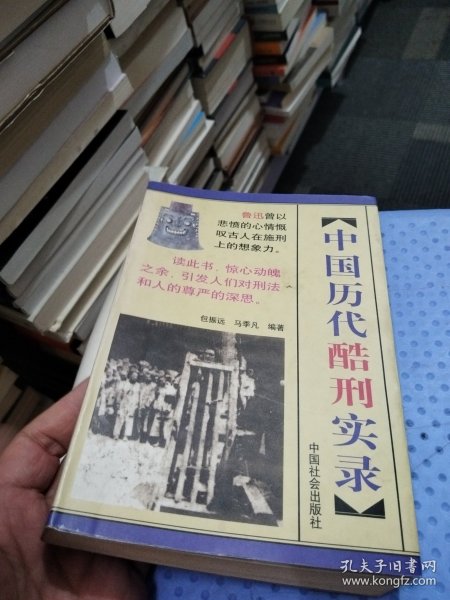 鲁迅曾以
悲愤的心情慨
叹古人在施刑
上的想象力。
读此书，惊心动魄
之余，引发人们对刑法
和人的尊严的深思。
包振远 马季凡 编著
【中国历代酷刑实录】
中国社会出版社
孔夫子旧书网
www.kongfz.com